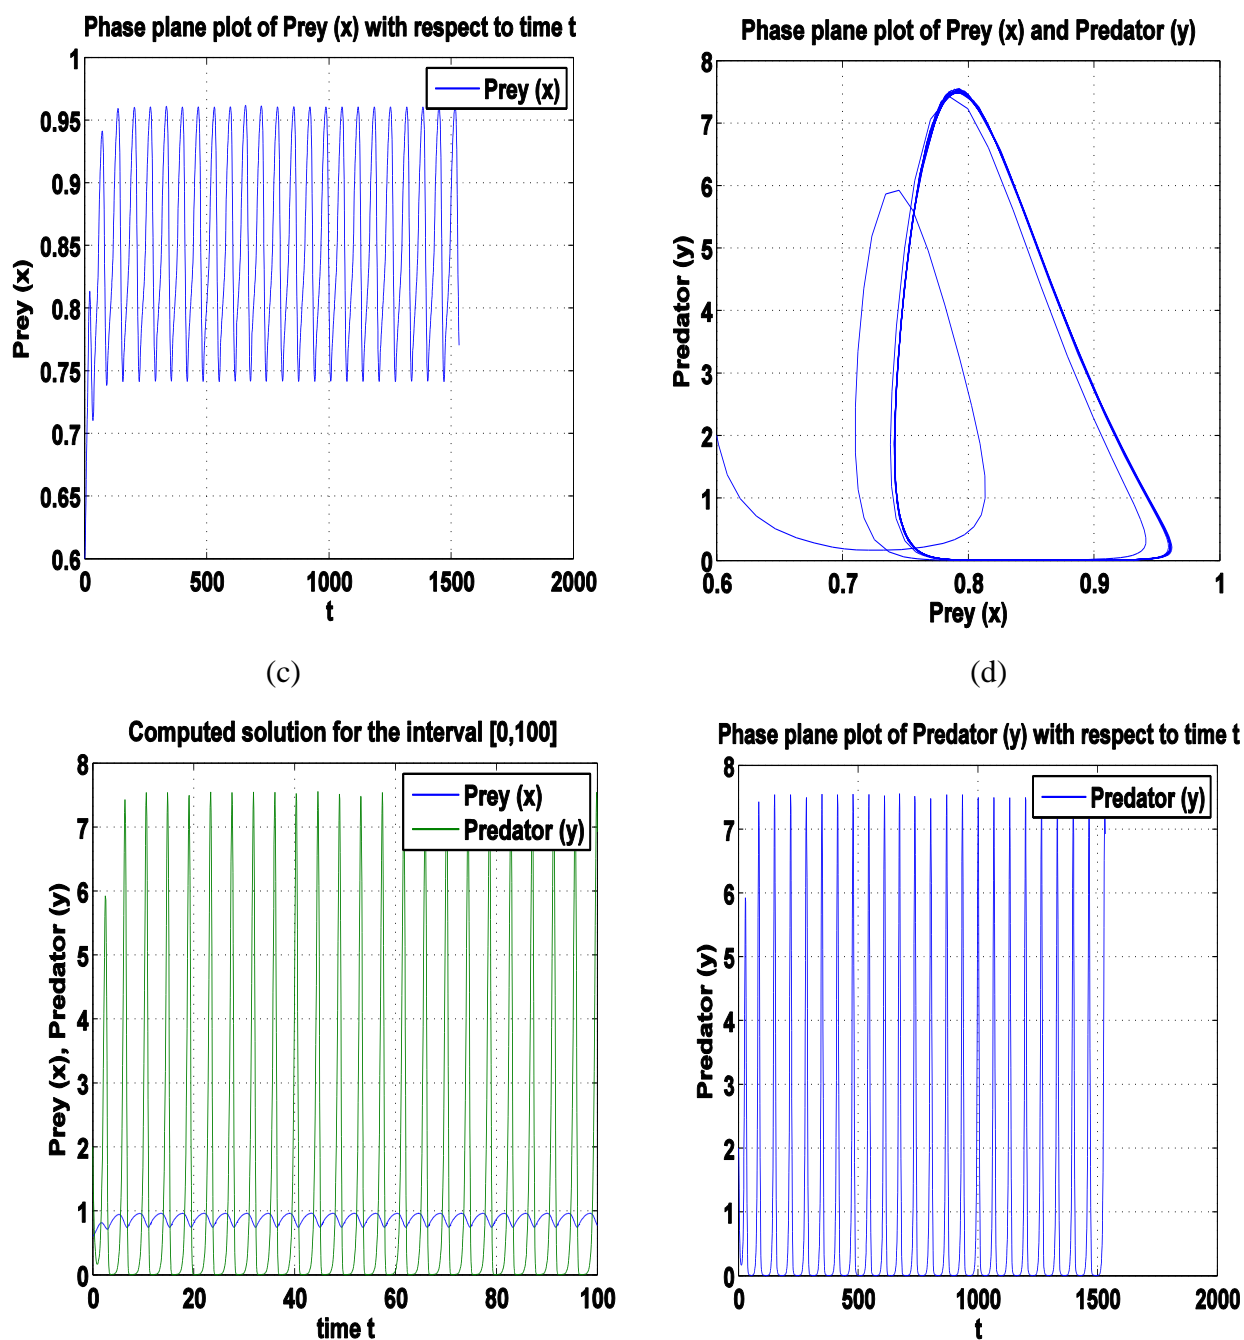 Phase plane plot of Prey (x) with respect to time t
1
0.95
0.9
0.85
0.8
0.75
0.7
0.65
0.6
Prey (x)
Prey (x)
0 500 1000 1500 2000
t
(c)
Phase plane plot of Prey (x) and Predator (y)
8
7
6
5
4
3
2
1
0
Predator (y)
0.6 0.7 0.8 0.9 1
Prey (x)
(d)
Computed solution for the interval [0,100]
8
7
6
5
4
3
2
1
0
Prey (x), Predator (y)
Prey (x)
Predator (y)
0 20 40 60 80 100
time t
Phase plane plot of Predator (y) with respect to time t
8
7
6
5
4
3
2
1
0
Predator (y)
Predator (y)
0 500 1000 1500 2000
t